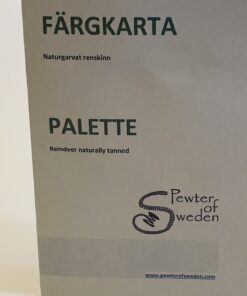 FÄRGKARTA
Naturgarvat renskinn
PALETTE
Reindeer naturally tanned
Pewter
of
Sweden
www.pewterofsweden.com